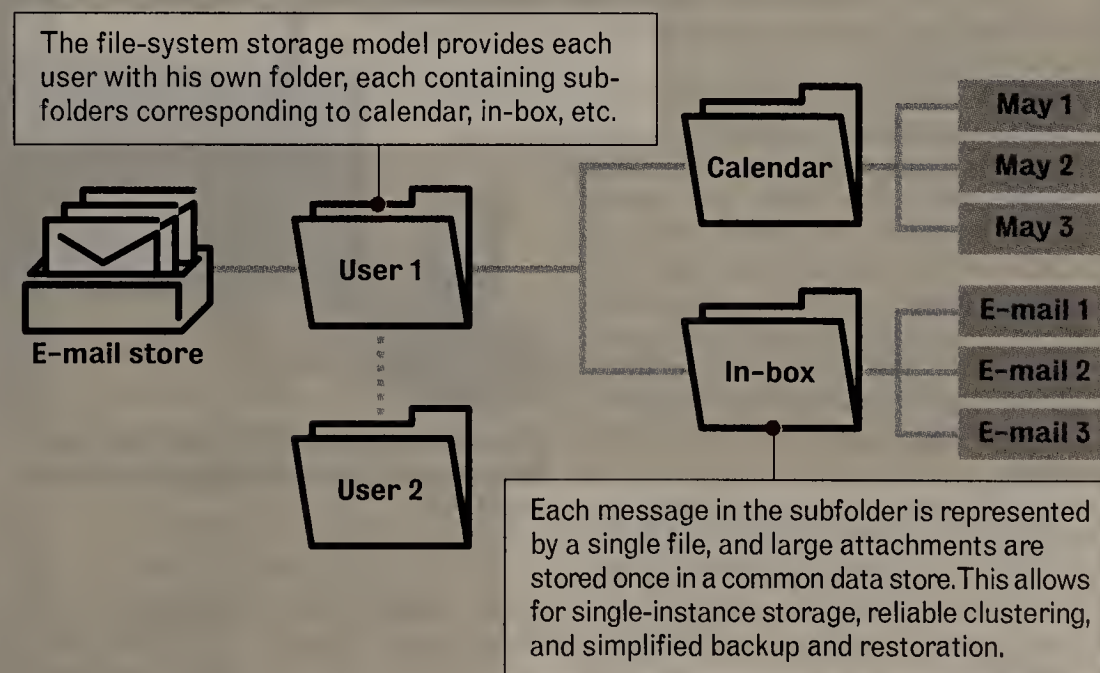 The file-system storage model provides each
user with his own folder, each containing sub-
folders corresponding to calendar, in-box, etc.
E-mail store
User 1
User 2
Calendar
May 1
May 2
May 3
In-box
E-mail 1
E-mail 2
E-mail 3
Each message in the subfolder is represented
by a single file, and large attachments are
stored once in a common data store.This allows
for single-instance storage, reliable clustering,
and simplified backup and restoration.